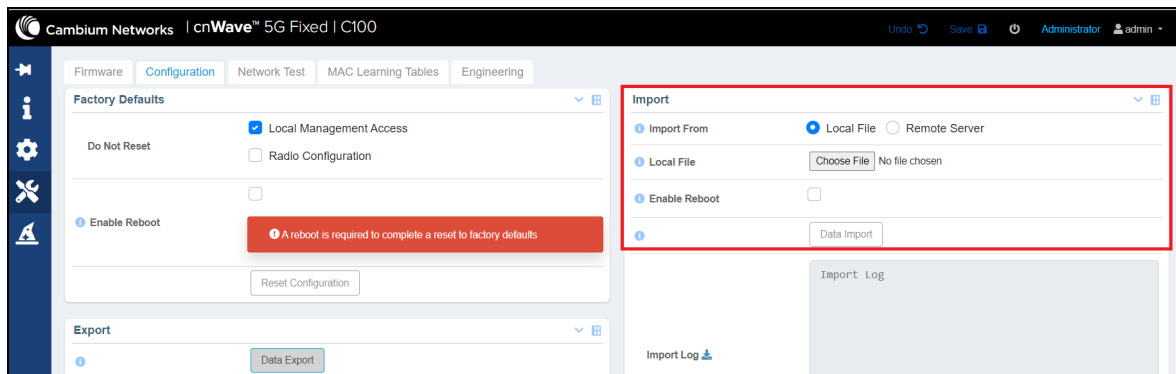 Cambium Networks | cnWave™ 5G Fixed | C100
Undo Save Administrator admin
Firmware Configuration Network Test MAC Learning Tables Engineering
Factory Defaults
Do Not Reset
Local Management Access
Radio Configuration
Enable Reboot
A reboot is required to complete a reset to factory defaults
Reset Configuration
Export
Data Export
Import
Import From Local File Remote Server
Local File Choose File No file chosen
Enable Reboot
Data Import
Import Log
Import Log